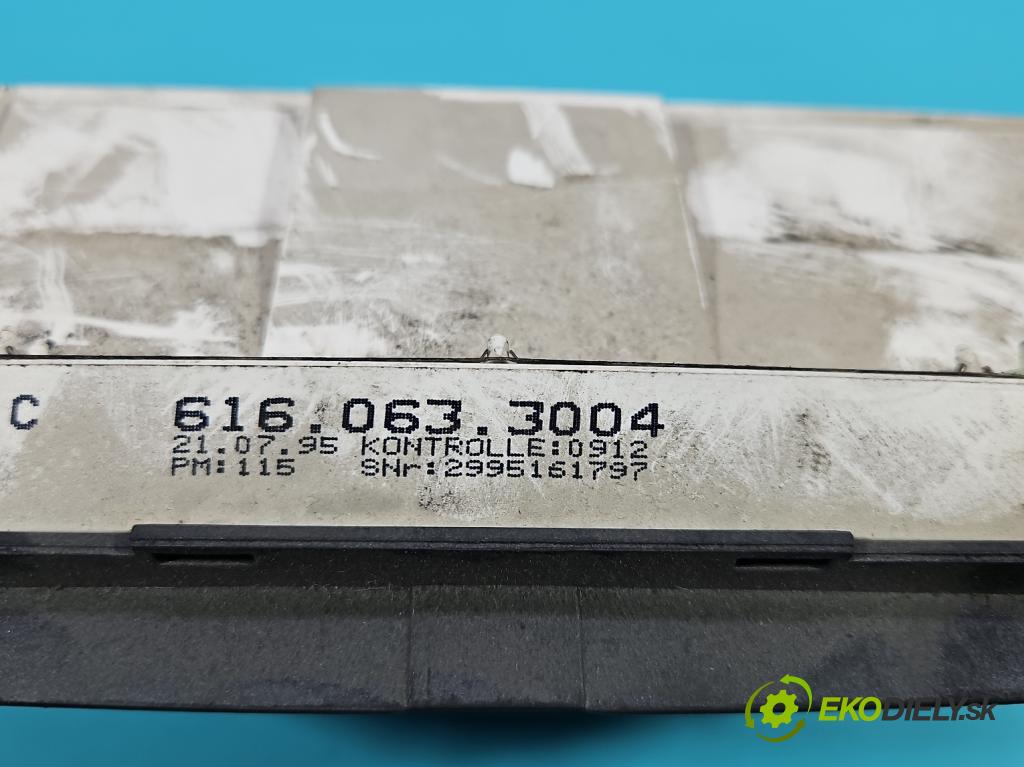 C 616.063.3004
21.07.95 KONTROLLE:0912
PM:115 SNr:2995161797
EKODIELY.SK